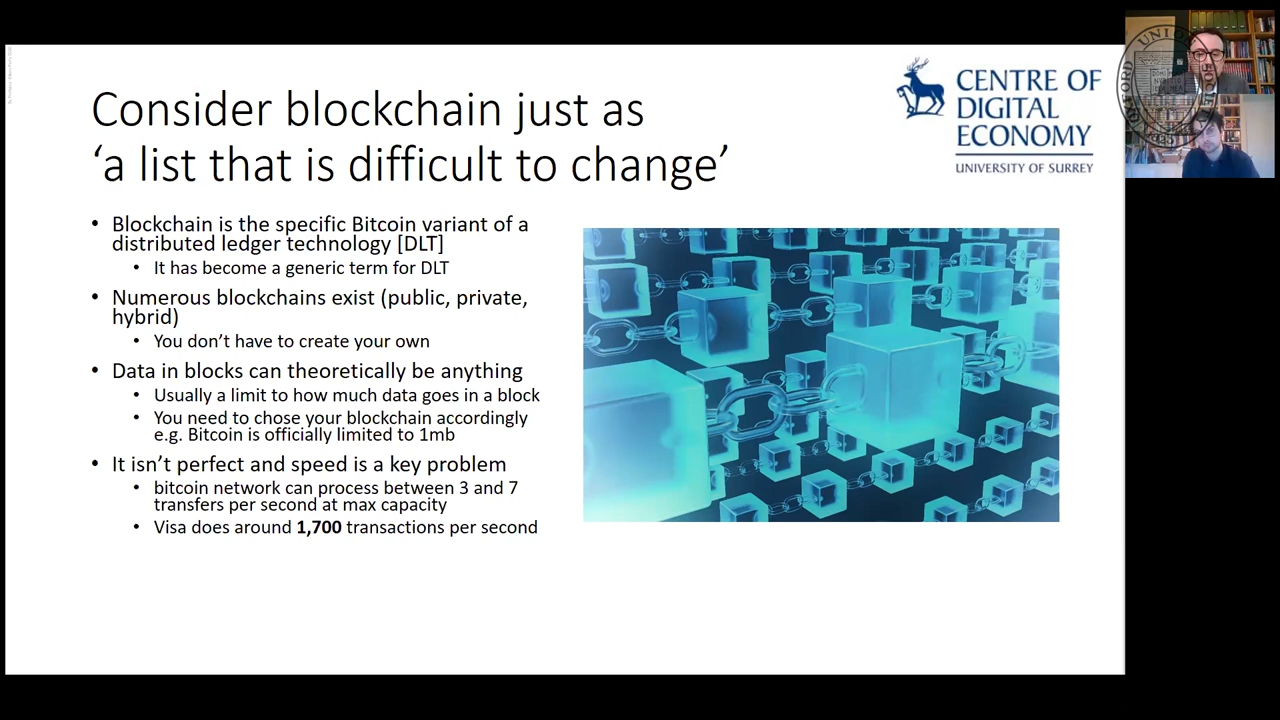 Consider blockchain just as
‘a list that is difficult to change’
CENTRE OF
DIGITAL
ECONOMY
UNIVERSITY OF SURREY
• Blockchain is the specific Bitcoin variant of a
distributed ledger technology [DLT]
• It has become a generic term for DLT
• Numerous blockchains exist (public, private,
hybrid)
• You don’t have to create your own
• Data in blocks can theoretically be anything
• Usually a limit to how much data goes in a block
• You need to chose your blockchain accordingly
e.g. Bitcoin is officially limited to 1mb
• It isn’t perfect and speed is a key problem
• bitcoin network can process between 3 and 7
transfers per second at max capacity
• Visa does around 1,700 transactions per second